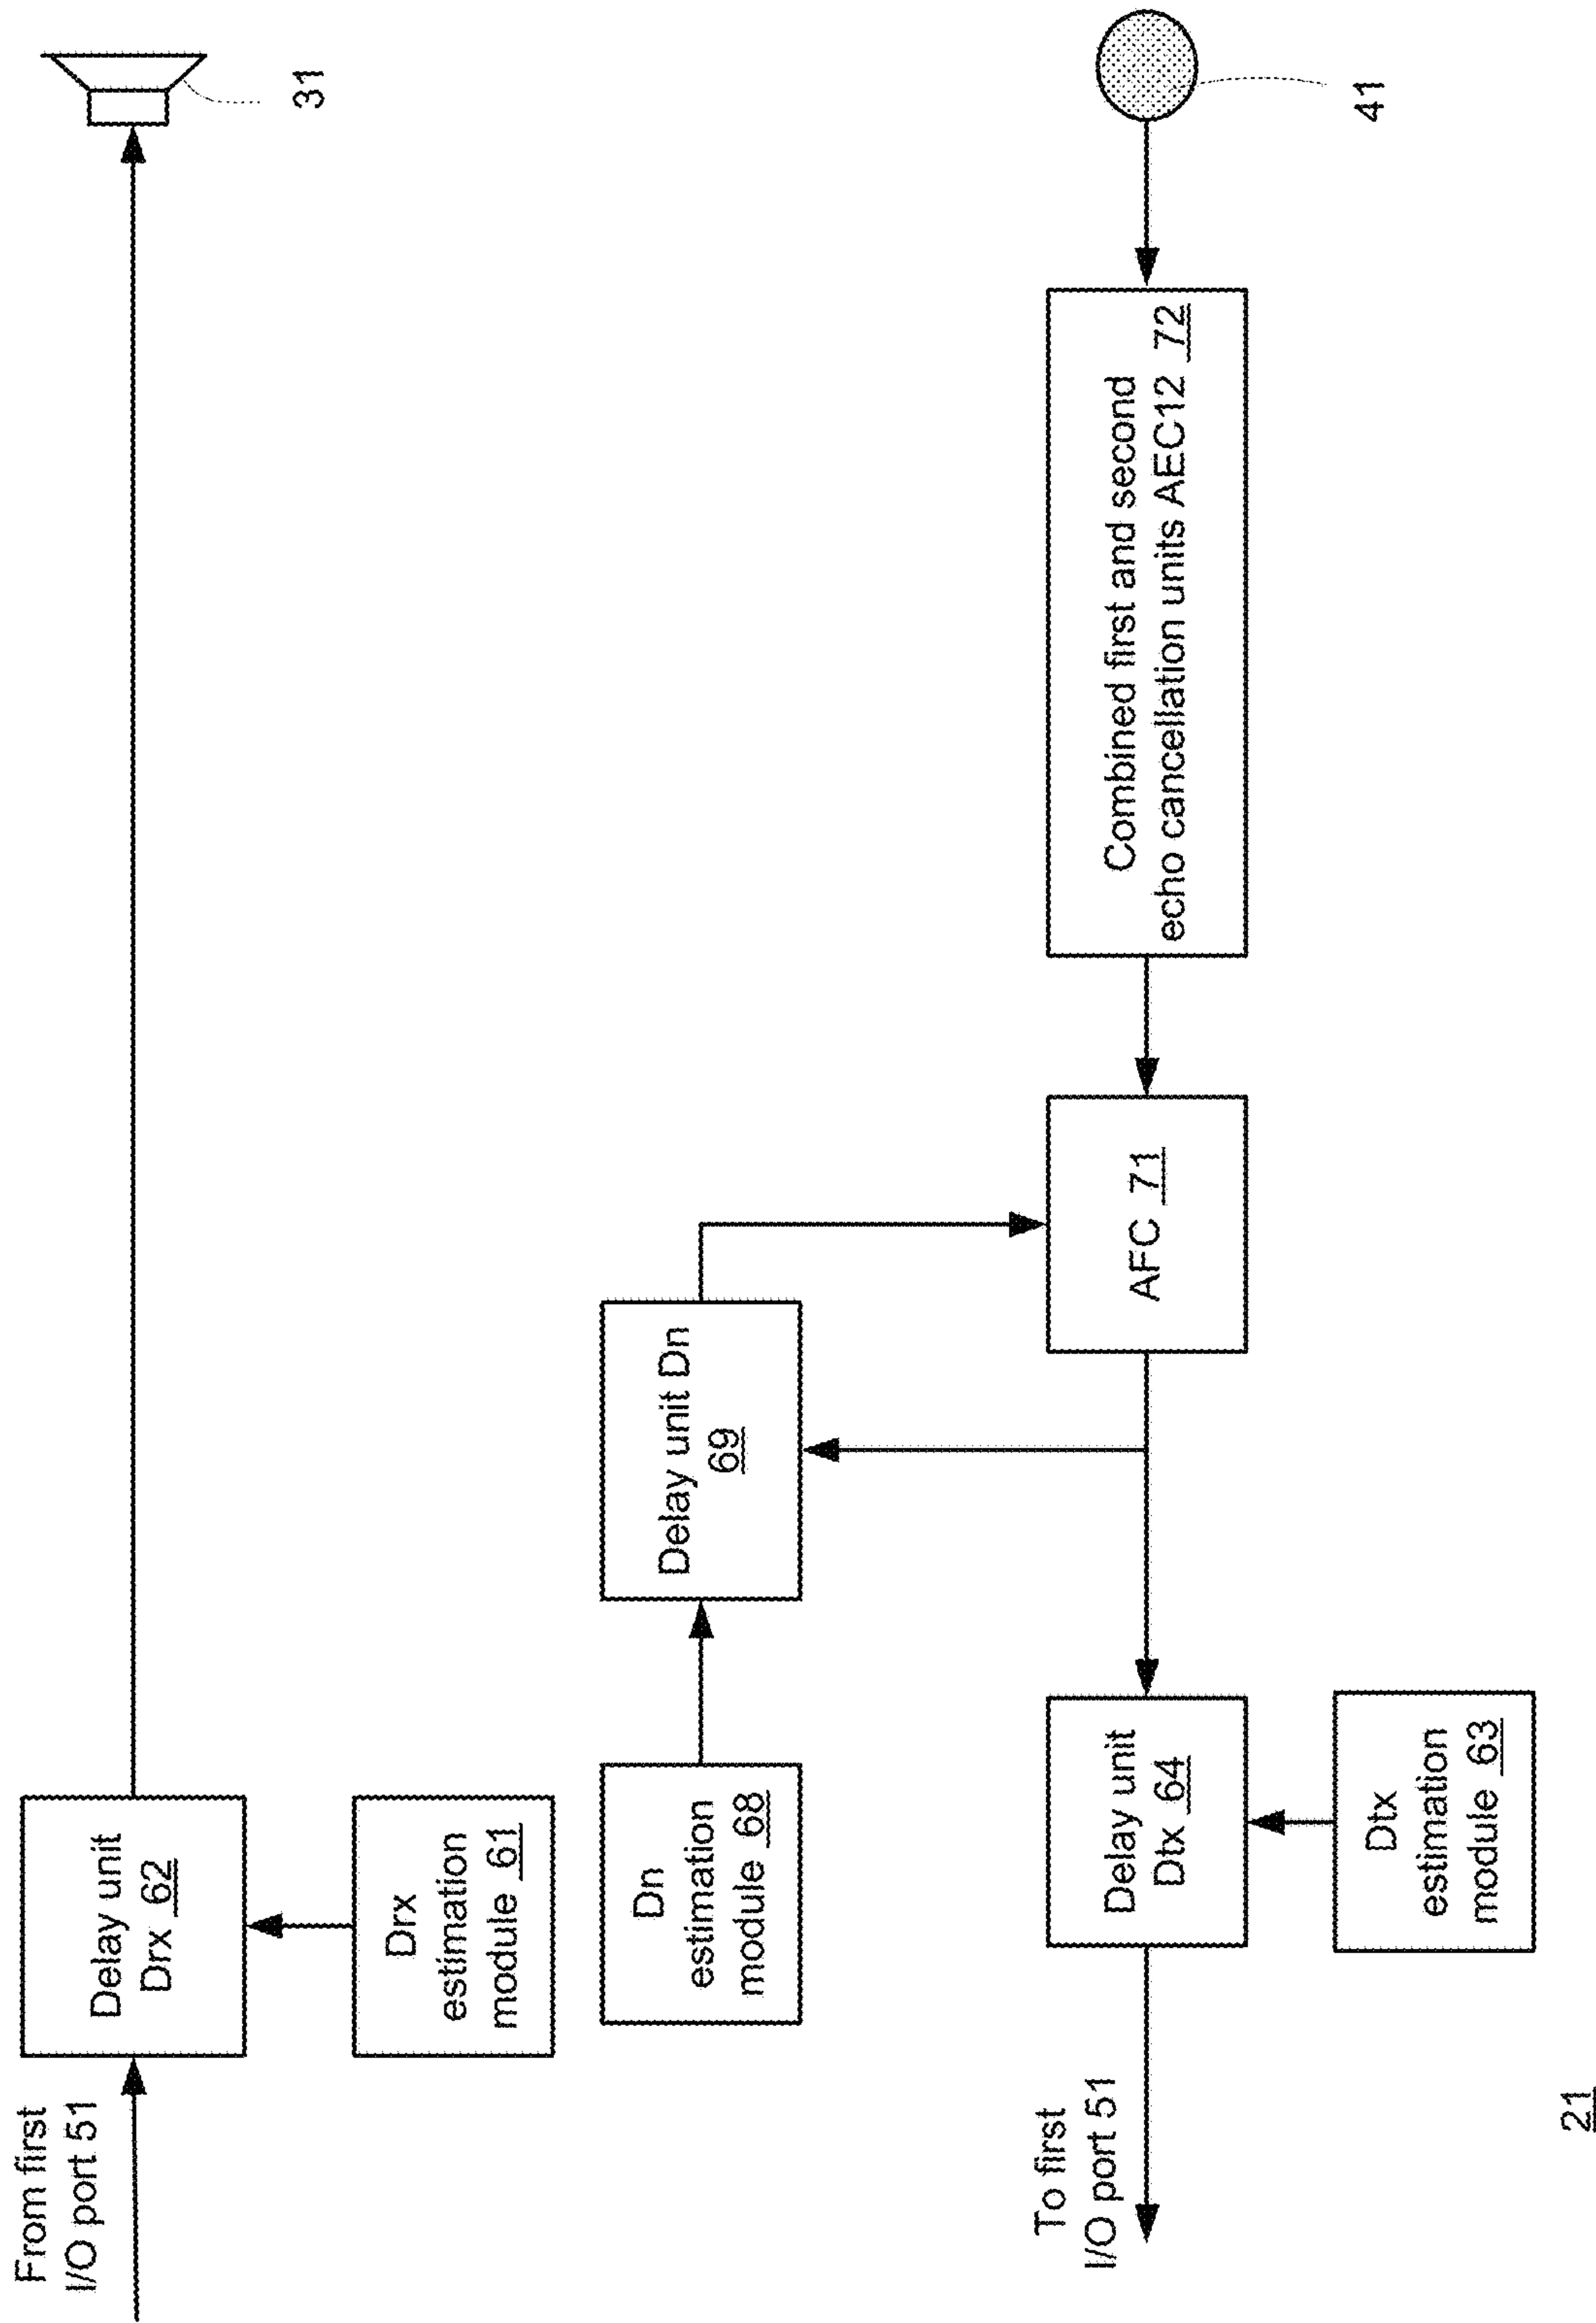 From first
I/O port 51
Delay unit
Drx 62
31
Drx
estimation
module 61
Dn
estimation
module 68
Delay unit Dn
69
To first
I/O port 51
Delay unit
Dtx 64
AFC 71
Combined first and second
echo cancellation units AEC12 72
41
Dtx
estimation
module 63
21